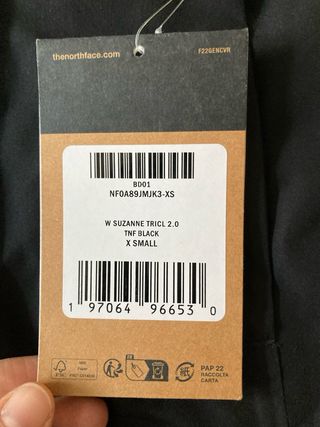 thenorthface.com
F22GENCVR
BD01
NF0A89JMJK3-XS
W SUZANNE TRICL 2.0
TNF BLACK
X SMALL
1 97064 96653 0
PAP 22
RACCOLTA
CARTA